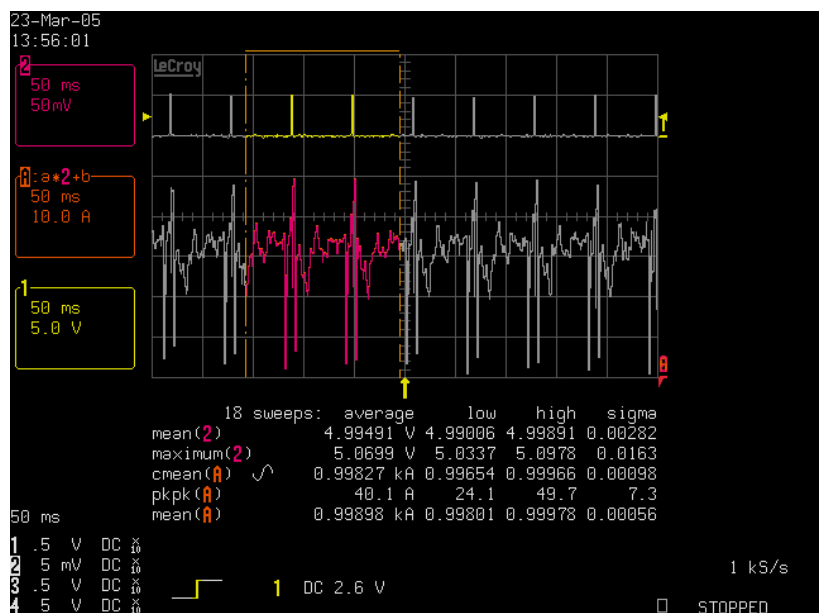 23-Mar-05
13:56:01
LeCroy
2
50 ms
50mV
A:a*2+b
50 ms
10.0 A
1
50 ms
5.0 V
1
A
18 sweeps: average low high sigma
mean(2) 4.99491 V 4.99006 4.99891 0.00282
maximum(2) 5.0699 V 5.0337 5.0978 0.0163
cmean(A) 0.99827 kA 0.99654 0.99966 0.00098
pkpk(A) 40.1 A 24.1 49.7 7.3
mean(A) 0.99898 kA 0.99801 0.99978 0.00056
50 ms
1 .5 V DC X10
2 5 mV DC X10
3 .5 V DC X10
4 5 V DC X10
1 DC 2.6 V
1 kS/s
STOPPED